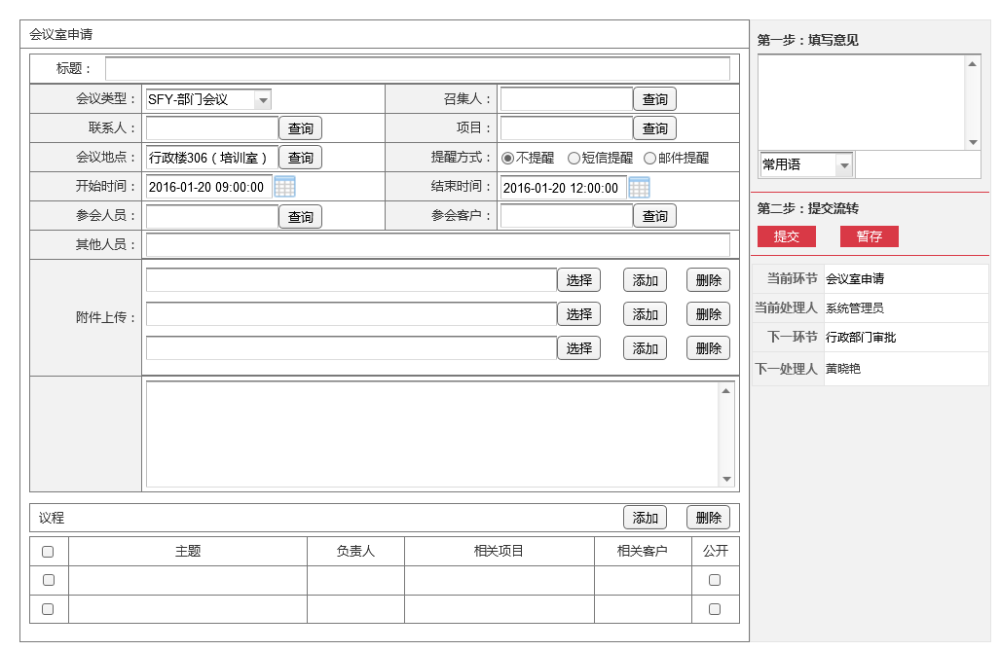 会议室申请
标题：
会议类型： SFY-部门会议 召集人： 查询
联系人： 查询 项目： 查询
会议地点： 行政楼306（培训室） 查询 提醒方式： 不提醒 短信提醒 邮件提醒
开始时间： 2016-01-20 09:00:00 结束时间： 2016-01-20 12:00:00
参会人员： 查询 参会客户： 查询
其他人员：
附件上传：
选择 添加 删除
选择 添加 删除
选择 添加 删除
议程 添加 删除
主题 负责人 相关项目 相关客户 公开
第一步：填写意见
常用语
第二步：提交流转
提交 暂存
当前环节 会议室申请
当前处理人 系统管理员
下一环节 行政部门审批
下一处理人 黄晓艳